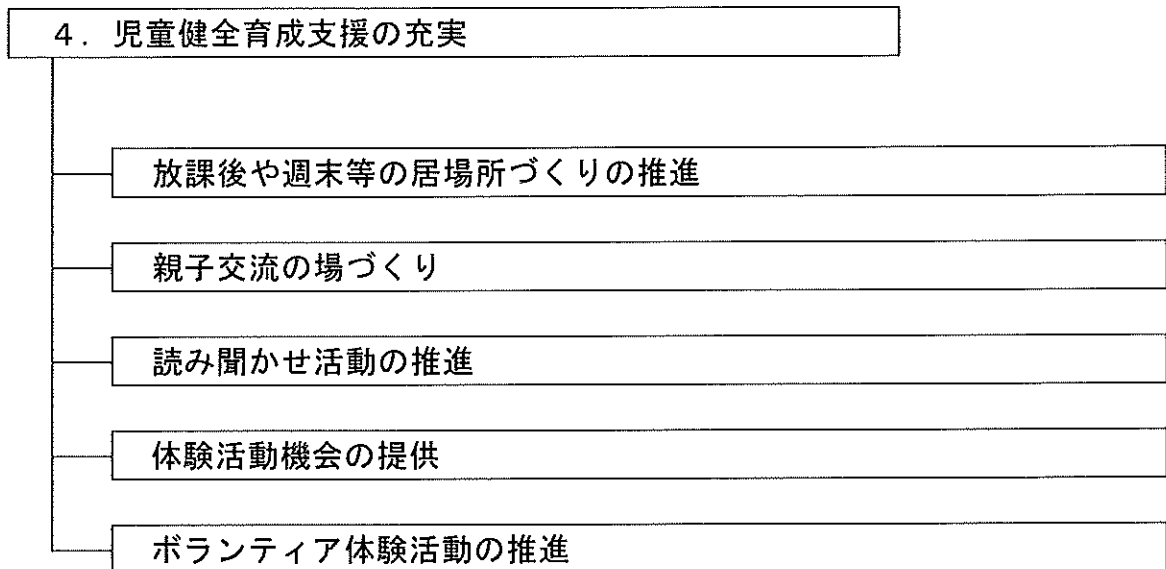 ４．児童健全育成支援の充実
放課後や週末等の居場所づくりの推進
親子交流の場づくり
読み聞かせ活動の推進
体験活動機会の提供
ボランティア体験活動の推進